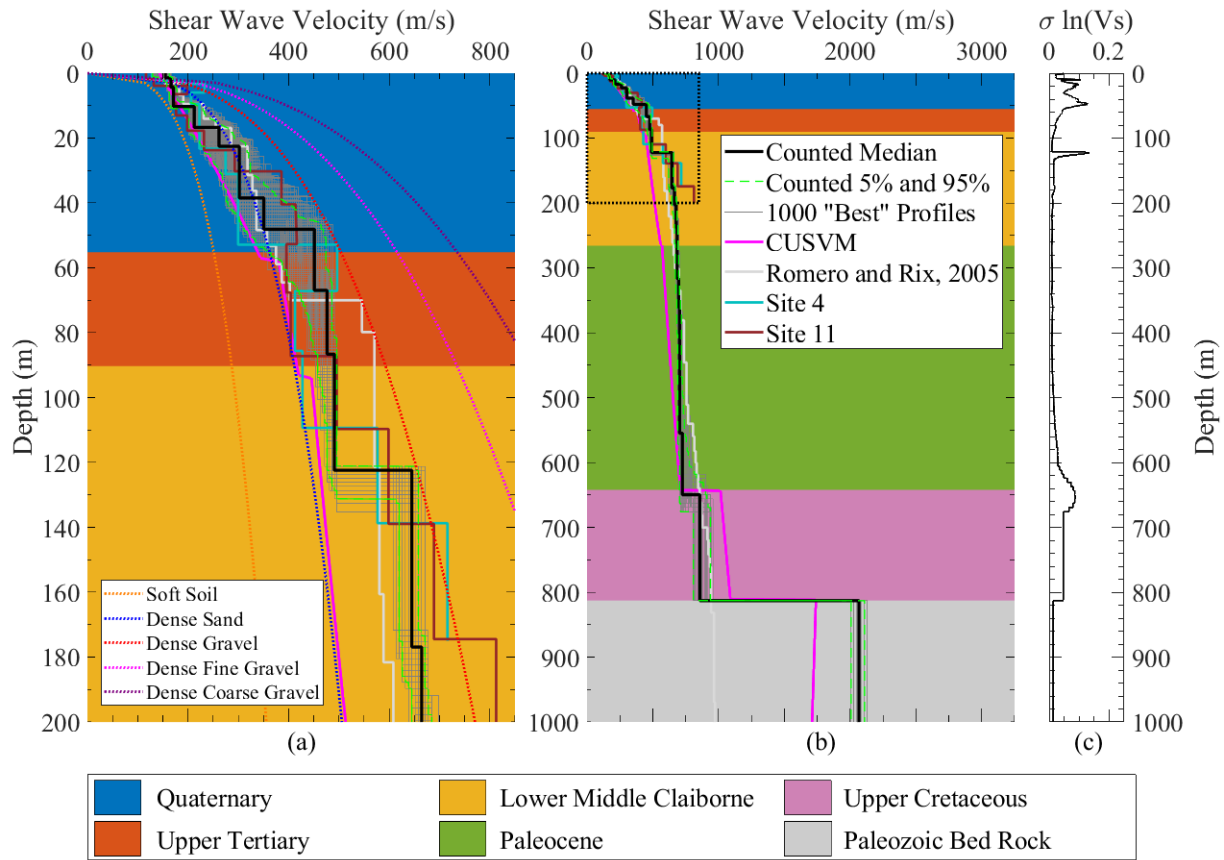 Shear Wave Velocity (m/s)
0 200 400 600 800
0
20
40
60
80
100
120
140
160
180
200
Depth (m)
Soft Soil
Dense Sand
Dense Gravel
Dense Fine Gravel
Dense Coarse Gravel
(a)
Shear Wave Velocity (m/s)
0 1000 2000 3000
0
100
200
300
400
500
600
700
800
900
1000
Counted Median
Counted 5% and 95%
1000 "Best" Profiles
CUSVM
Romero and Rix, 2005
Site 4
Site 11
(b)
σ ln(Vs)
0 0.1 0.2
0
100
200
300
400
500
600
700
800
900
1000
Depth (m)
(c)
Quaternary
Upper Tertiary
Lower Middle Claiborne
Paleocene
Upper Cretaceous
Paleozoic Bed Rock